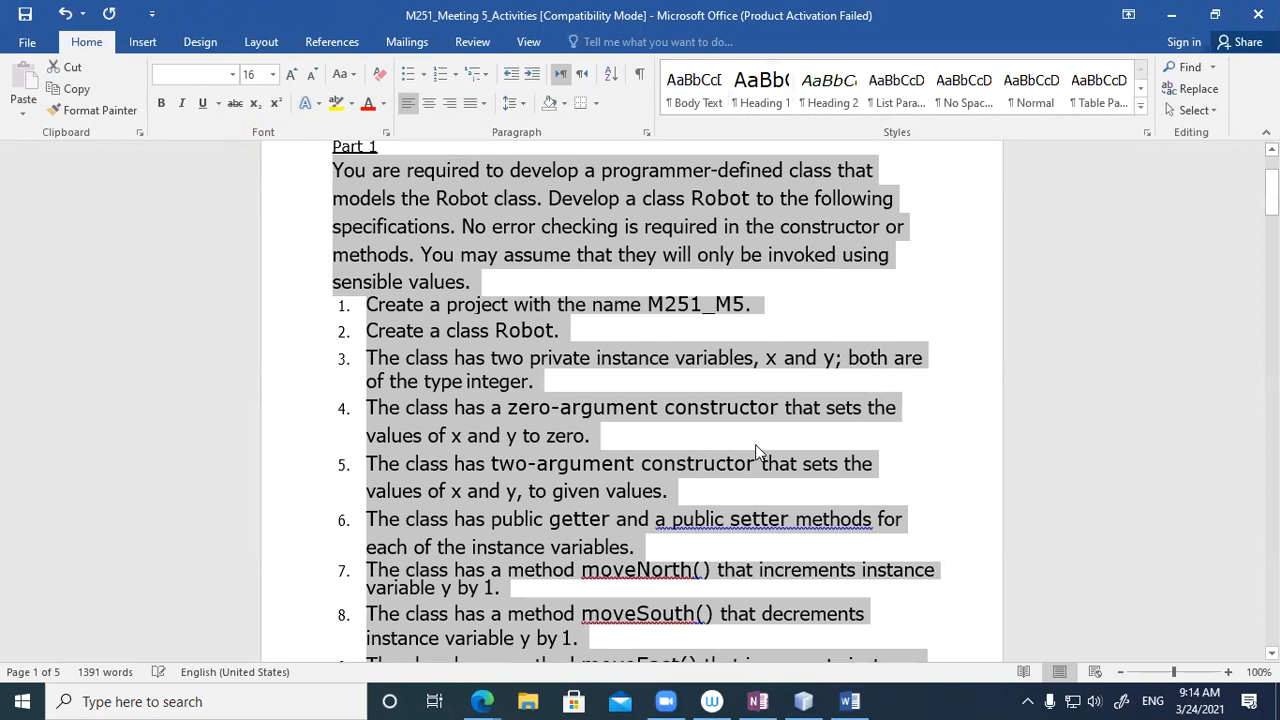 M251_Meeting 5_Activities [Compatibility Mode] - Microsoft Office (Product Activation Failed)
File Home Insert Design Layout References Mailings Review View Tell me what you want to do... Sign in Share
Paste Cut Copy Format Painter
16 Aa
AaBbCcD AaBb( AaBbC AaBbCcD AaBbCcD AaBbCcD AaBbCcD
¶ Body Text ¶ Heading 1 ¶ Heading 2 ¶ List Para... ¶ No Spac... ¶ Normal ¶ Table Pa...
Find Replace Select
Clipboard Font Paragraph Styles Editing
Part 1
You are required to develop a programmer-defined class that
models the Robot class. Develop a class Robot to the following
specifications. No error checking is required in the constructor or
methods. You may assume that they will only be invoked using
sensible values.
1. Create a project with the name M251_M5.
2. Create a class Robot.
3. The class has two private instance variables, x and y; both are
of the type integer.
4. The class has a zero-argument constructor that sets the
values of x and y to zero.
5. The class has two-argument constructor that sets the
values of x and y, to given values.
6. The class has public getter and a public setter methods for
each of the instance variables.
7. The class has a method moveNorth() that increments instance
variable y by 1.
8. The class has a method moveSouth() that decrements
instance variable y by 1.
Page 1 of 5 1391 words English (United States) 100%
Type here to search ENG 9:14 AM
3/24/2021